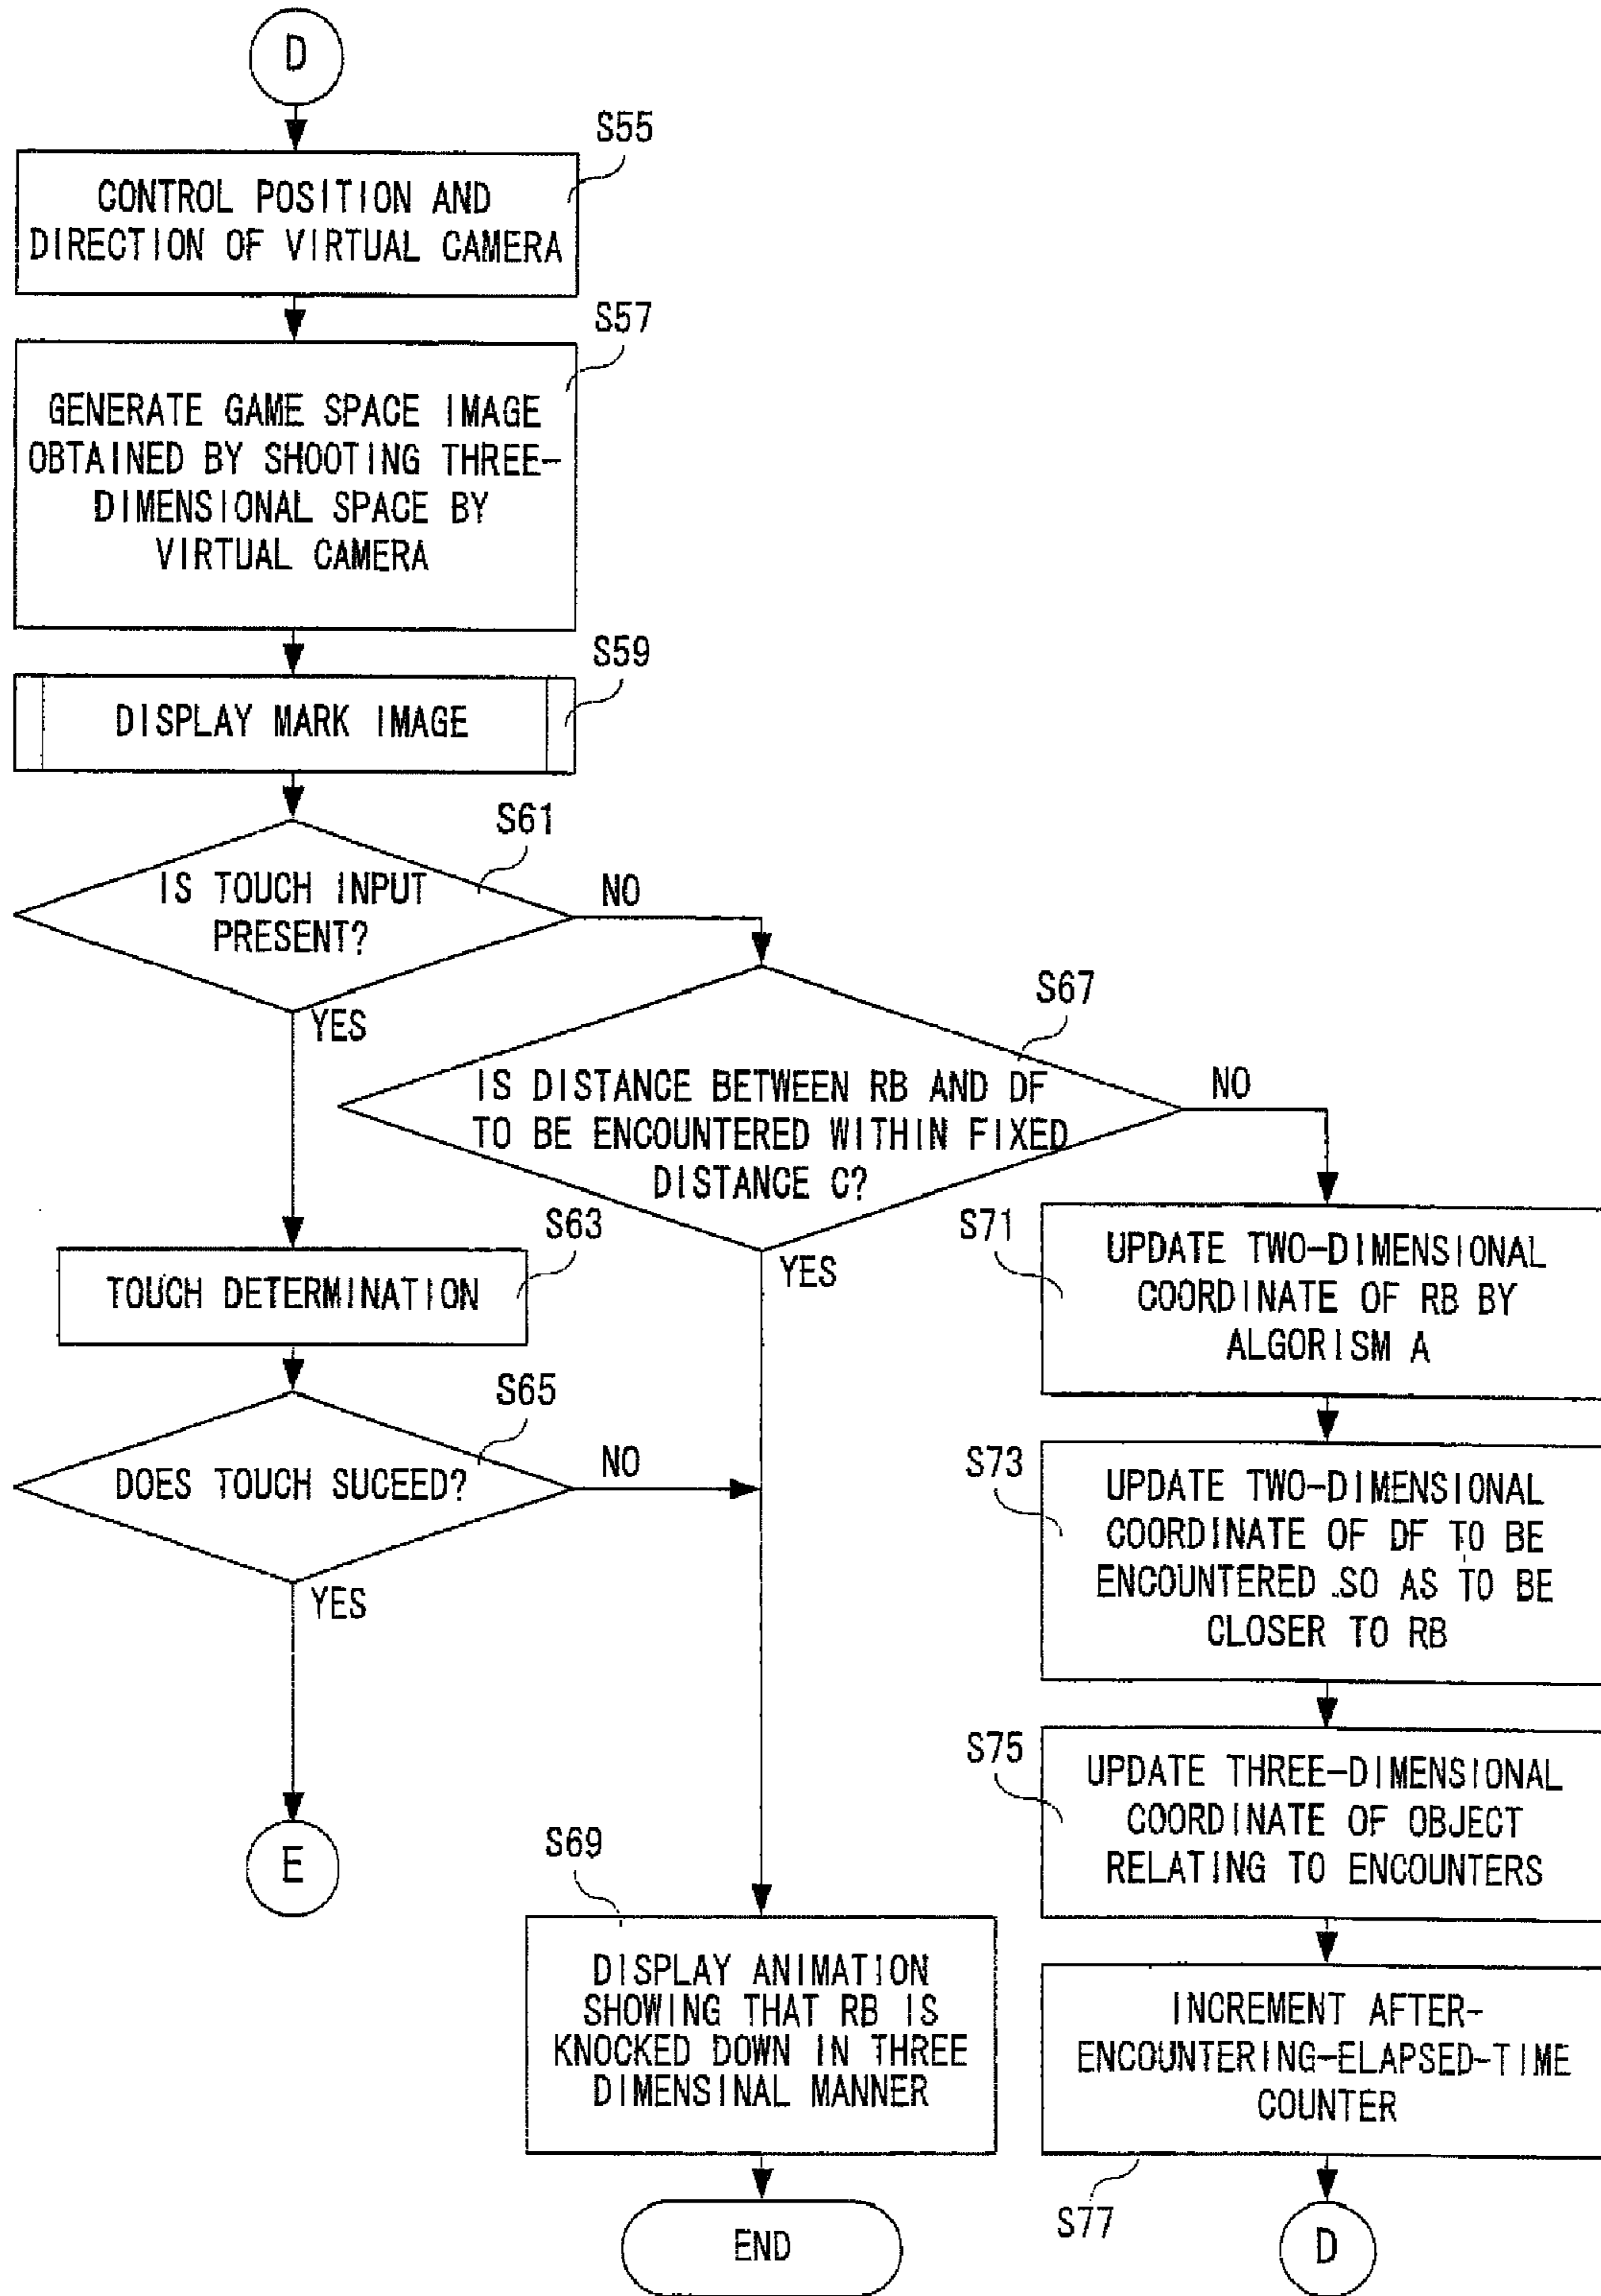 D
S55
CONTROL POSITION AND
DIRECTION OF VIRTUAL CAMERA
S57
GENERATE GAME SPACE IMAGE
OBTAINED BY SHOOTING THREE-
DIMENSIONAL SPACE BY
VIRTUAL CAMERA
S59
DISPLAY MARK IMAGE
S61
IS TOUCH INPUT
PRESENT?
NO
YES
S67
IS DISTANCE BETWEEN RB AND DF
TO BE ENCOUNTERED WITHIN FIXED
DISTANCE C?
NO
YES
S63
TOUCH DETERMINATION
S65
DOES TOUCH SUCEED?
NO
YES
E
S69
DISPLAY ANIMATION
SHOWING THAT RB IS
KNOCKED DOWN IN THREE
DIMENSINAL MANNER
END
S71
UPDATE TWO-DIMENSIONAL
COORDINATE OF RB BY
ALGORISM A
S73
UPDATE TWO-DIMENSIONAL
COORDINATE OF DF TO BE
ENCOUNTERED SO AS TO BE
CLOSER TO RB
S75
UPDATE THREE-DIMENSIONAL
COORDINATE OF OBJECT
RELATING TO ENCOUNTERS
INCREMENT AFTER-
ENCOUNTERING-ELAPSED-TIME
COUNTER
S77
D